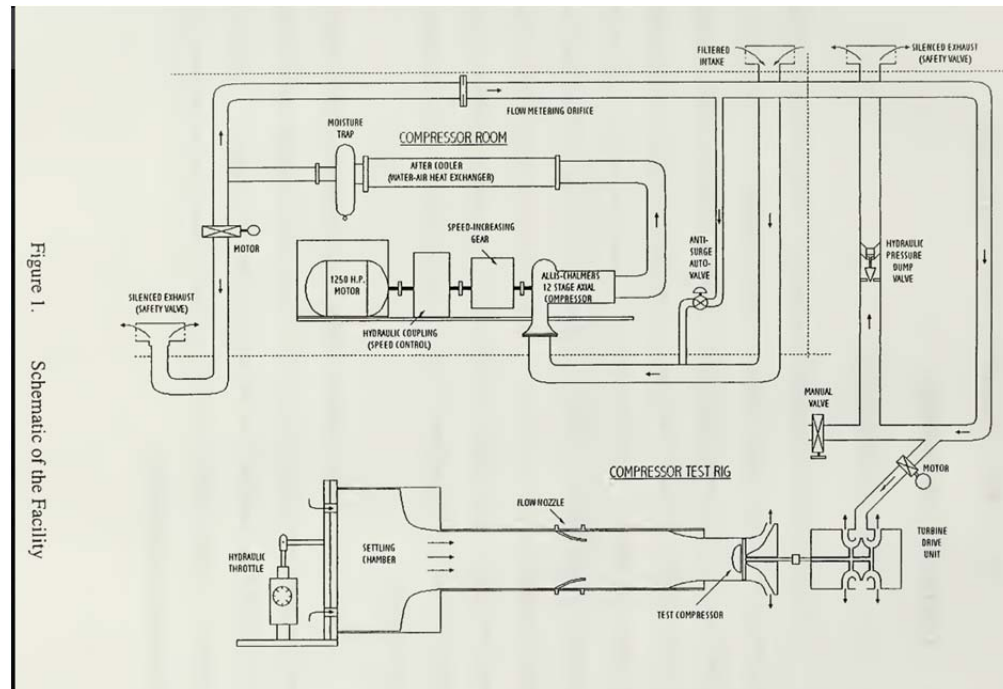 FILTERED
INTAKE
SILENCED EXHAUST
(SAFETY VALVE)
FLOW METERING ORIFICE
MOISTURE
TRAP
COMPRESSOR ROOM
AFTER COOLER
(WATER-AIR HEAT EXCHANGER)
MOTOR
SPEED-INCREASING
GEAR
1250 H.P.
MOTOR
ALLIS-CHALMERS
12 STAGE AXIAL
COMPRESSOR
ANTI-
SURGE
AUTO-
VALVE
HYDRAULIC
PRESSURE
DUMP
VALVE
SILENCED EXHAUST
(SAFETY VALVE)
HYDRAULIC COUPLING
(SPEED CONTROL)
MANUAL
VALVE
COMPRESSOR TEST RIG
MOTOR
FLOW NOZZLE
HYDRAULIC
THROTTLE
SETTLING
CHAMBER
TURBINE
DRIVE
UNIT
TEST COMPRESSOR
Figure 1. Schematic of the Facility